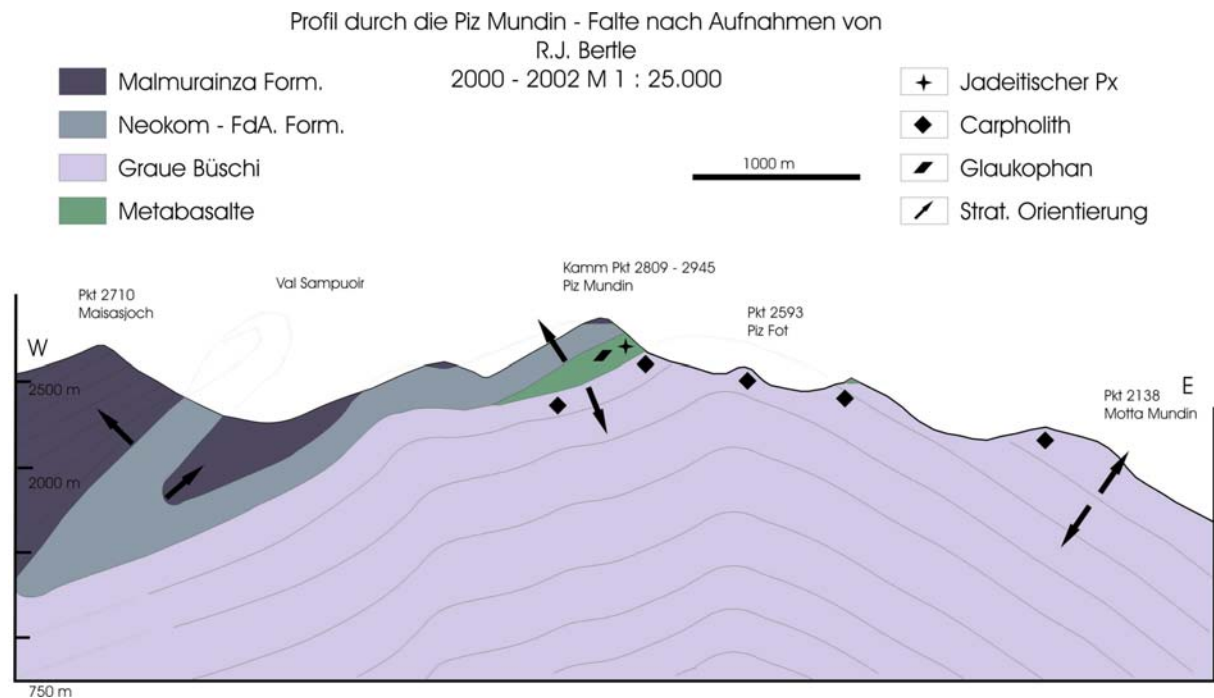 Profil durch die Piz Mundin - Falte nach Aufnahmen von
R.J. Bertle
2000 - 2002 M 1 : 25.000
Malmurainza Form.
Neokom - FdA. Form.
Graue Büschi
Metabasalte
1000 m
Jadeitischer Px
Carpholith
Glaukophan
Strat. Orientierung
Pkt 2710
Maisasjoch
Val Sampuoir
Kamm Pkt 2809 - 2945
Piz Mundin
Pkt 2593
Piz Fot
Pkt 2138
Motta Mundin
W
E
2500 m
2000 m
750 m